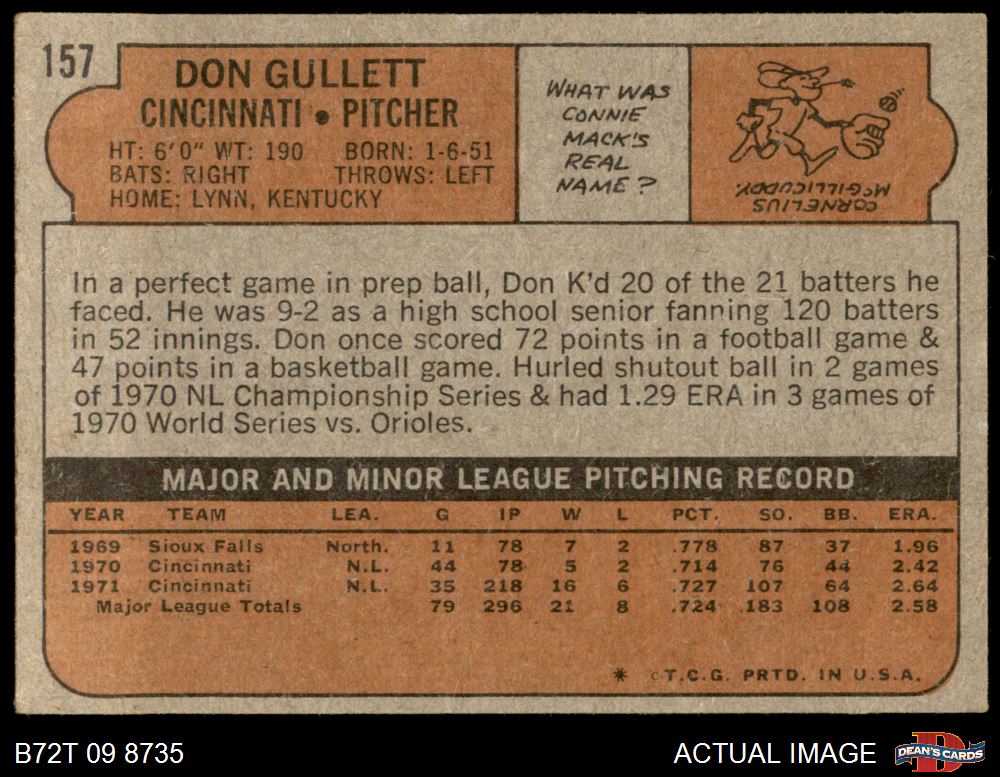 157
DON GULLETT
CINCINNATI • PITCHER
HT: 6'0" WT: 190 BORN: 1-6-51
BATS: RIGHT THROWS: LEFT
HOME: LYNN, KENTUCKY
WHAT WAS
CONNIE
MACK'S
REAL
NAME?
CORNELIUS
McGILLICUDDY.
In a perfect game in prep ball, Don K'd 20 of the 21 batters he
faced. He was 9-2 as a high school senior fanning 120 batters
in 52 innings. Don once scored 72 points in a football game &
47 points in a basketball game. Hurled shutout ball in 2 games
of 1970 NL Championship Series & had 1.29 ERA in 3 games of
1970 World Series vs. Orioles.
MAJOR AND MINOR LEAGUE PITCHING RECORD
YEAR TEAM LEA. G IP W L PCT. SO. BB. ERA.
1969 Sioux Falls North. 11 78 7 2 .778 87 37 1.96
1970 Cincinnati N.L. 44 78 5 2 .714 76 44 2.42
1971 Cincinnati N.L. 35 218 16 6 .727 107 64 2.64
Major League Totals 79 296 21 8 .724 183 108 2.58
* ©T.C.G. PRTD. IN U.S.A.
B72T 09 8735
ACTUAL IMAGE
D
DEAN'S CARDS